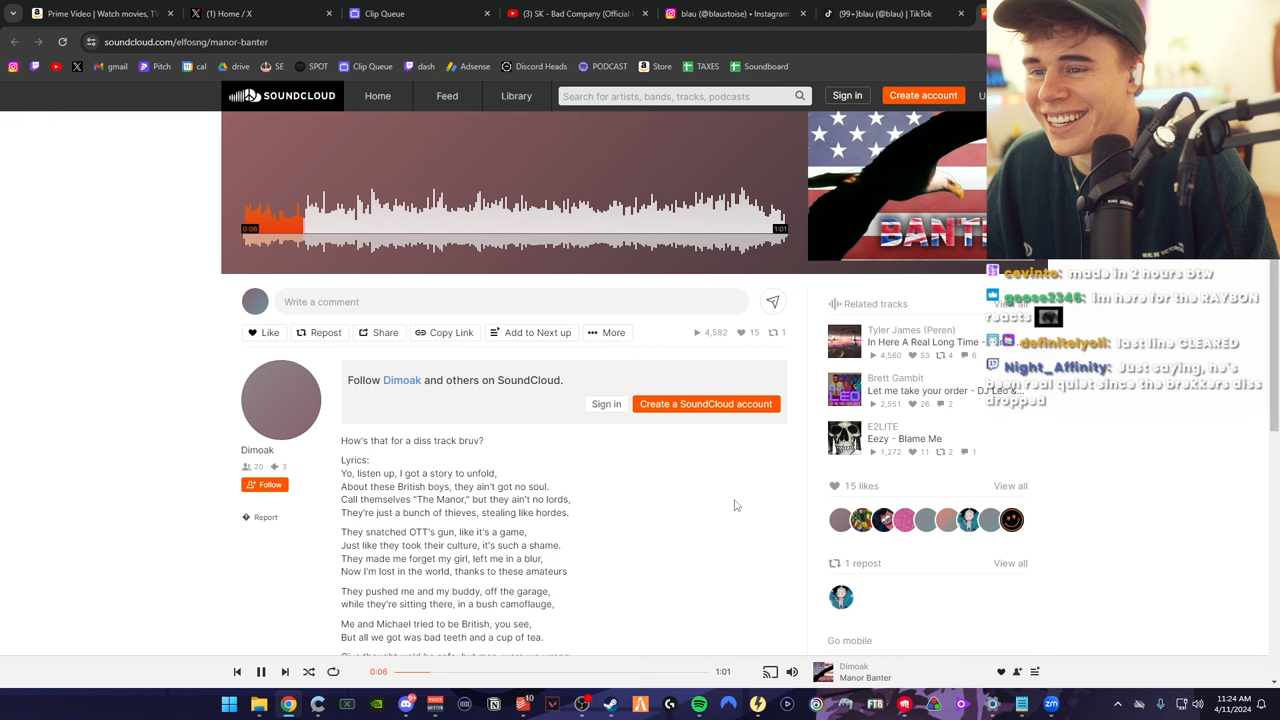 Amazon - Watch movies, TV
(1) Home / X
Clip Queue
(3) SK - Bad Company (Official
blau (@blaustoise) • Instagram
(99+)blau (@blau) | TikTok
soundcloud.com/elfosng/manor-banter
gmail
Pitch
cal
drive
SE
SPOT
Clip Queue
dash
Adsense
Discord Heads
PODCAST
Store
TAXES
Soundboard
SOUNDCLOUD
Home
Feed
Library
Search for artists, bands, tracks, podcasts
Sign in
Create account
0:06
1:01
cevinto: made in 2 hours btw
goose2346: im here for the RAYBON
reacts
definitelyoli: last line CLEARED
Night_Affinity: Just saying, he's
been real quiet since the brekkers diss
dropped
Write a comment
Like
Share
Copy Link
Add to Next up
More
4,582
15
1
Related tracks
View all
Tyler James (Peren)
In Here A Real Long Time -
4,560
53
4
6
Brett Gambit
Let me take your order - DJ Leo &...
2,551
26
2
E2LITE
Eezy - Blame Me
1,272
11
2
1
Follow Dimoak and others on SoundCloud.
Sign in
Create a SoundCloud account
Dimoak
20
3
Follow
Report
How's that for a diss track bruv?
Lyrics:
Yo, listen up, I got a story to unfold,
About these British boys, they ain't got no soul.
Call themselves "The Manor," but they ain't no lords,
They're just a bunch of thieves, stealing like hordes.
They snatched OTT's gun, like it's a game,
Just like they took their culture, it's such a shame.
They made me forget my girl, left me in a blur,
Now I'm lost in the world, thanks to these amateurs
They pushed me and my buddy, off the garage,
while they're sitting there, in a bush camoflauge,
Me and Michael tried to be British, you see,
But all we got was bad teeth and a cup of tea.
15 likes
View all
1 repost
View all
Go mobile
0:06
1:01
Dimoak
Manor Banter
11:24 AM
4/11/2024